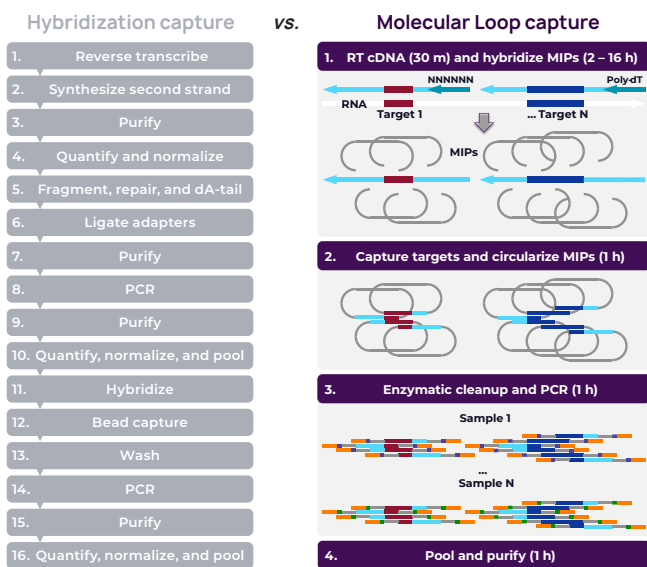 Hybridization capture
vs.
Molecular Loop capture
1. Reverse transcribe
2. Synthesize second strand
3. Purify
4. Quantify and normalize
5. Fragment, repair, and dA-tail
6. Ligate adapters
7. Purify
8. PCR
9. Purify
10. Quantify, normalize, and pool
11. Hybridize
12. Bead capture
13. Wash
14. PCR
15. Purify
16. Quantify, normalize, and pool
1. RT cDNA (30 m) and hybridize MIPs (2 – 16 h)
NNNNNN
Poly-dT
RNA
Target 1
... Target N
MIPs
2. Capture targets and circularize MIPs (1 h)
3. Enzymatic cleanup and PCR (1 h)
Sample 1
...
Sample N
4. Pool and purify (1 h)